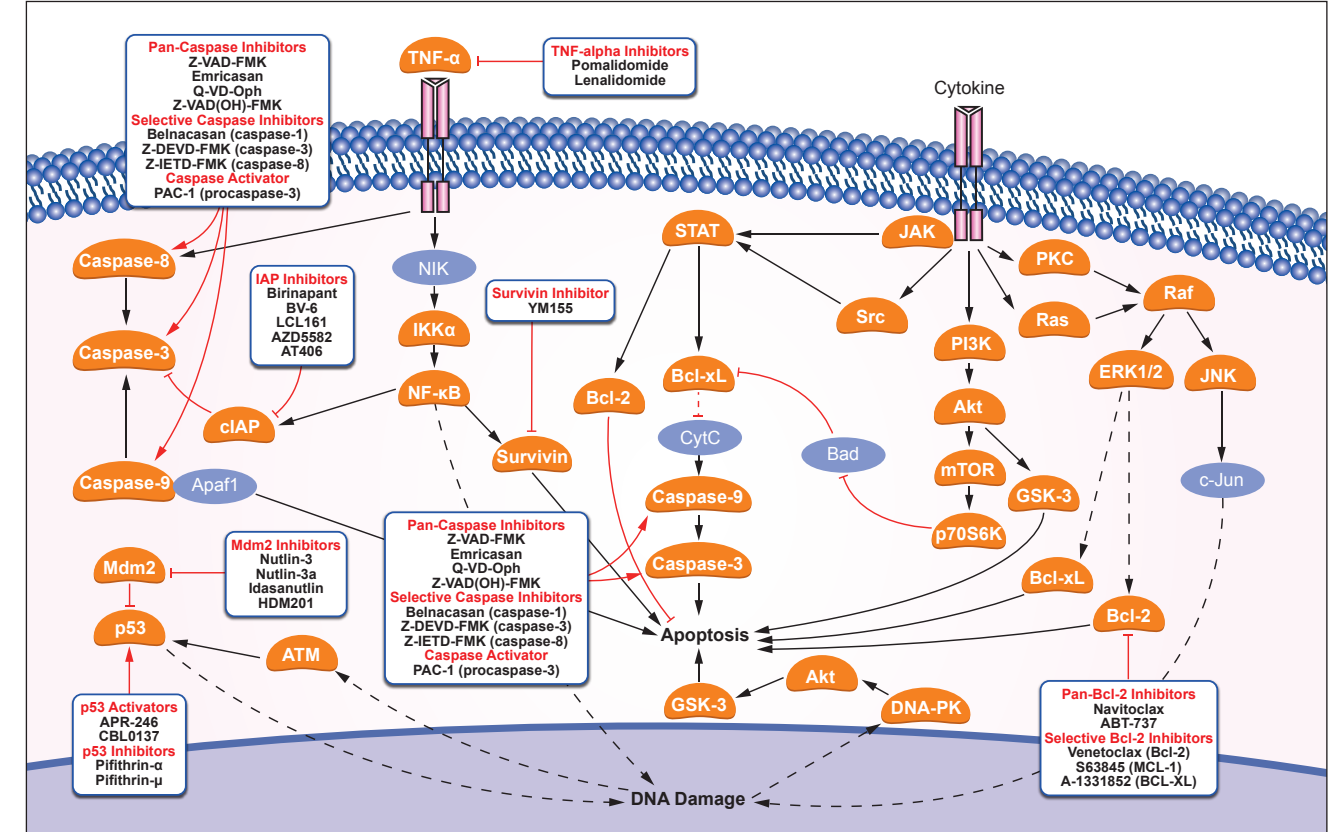 Pan-Caspase Inhibitors
Z-VAD-FMK
Emricasan
Q-VD-Oph
Z-VAD(OH)-FMK
Selective Caspase Inhibitors
Belnacasan (caspase-1)
Z-DEVD-FMK (caspase-3)
Z-IETD-FMK (caspase-8)
Caspase Activator
PAC-1 (procaspase-3)
TNF-α
TNF-alpha Inhibitors
Pomalidomide
Lenalidomide
Cytokine
Caspase-8
NIK
STAT
JAK
PKC
IAP Inhibitors
Birinapant
BV-6
LCL161
AZD5582
AT406
Survivin Inhibitor
YM155
Src
Ras
Raf
Caspase-3
IKKα
PI3K
Bcl-xL
ERK1/2
JNK
NF-κB
Bcl-2
Akt
cIAP
CytC
Bad
Survivin
mTOR
c-Jun
Caspase-9
Apaf1
Caspase-9
GSK-3
p70S6K
Mdm2
Mdm2 Inhibitors
Nutlin-3
Nutlin-3a
Idasanutlin
HDM201
Pan-Caspase Inhibitors
Z-VAD-FMK
Emricasan
Q-VD-Oph
Z-VAD(OH)-FMK
Selective Caspase Inhibitors
Belnacasan (caspase-1)
Z-DEVD-FMK (caspase-3)
Z-IETD-FMK (caspase-8)
Caspase Activator
PAC-1 (procaspase-3)
Caspase-3
Bcl-xL
Bcl-2
p53
Apoptosis
ATM
Akt
GSK-3
DNA-PK
p53 Activators
APR-246
CBL0137
p53 Inhibitors
Pifithrin-α
Pifithrin-μ
Pan-Bcl-2 Inhibitors
Navitoclax
ABT-737
Selective Bcl-2 Inhibitors
Venetoclax (Bcl-2)
S63845 (MCL-1)
A-1331852 (BCL-XL)
DNA Damage